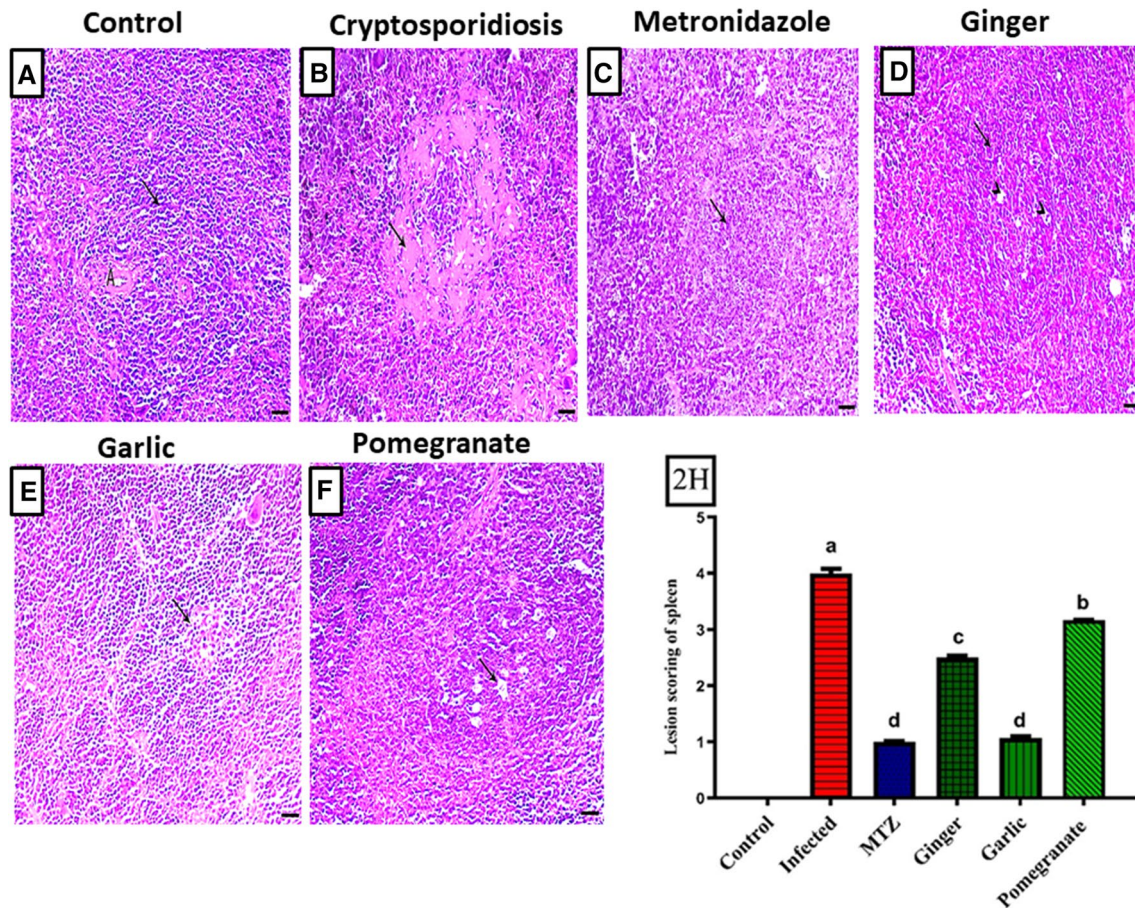 Control
Cryptosporidiosis
Metronidazole
Ginger
A
B
C
D
A
Garlic
Pomegranate
E
F
2H
Lesion scoring of spleen
5
4
3
2
1
0
a
d
c
d
b
Control
Infected
MTZ
Ginger
Garlic
Pomegranate